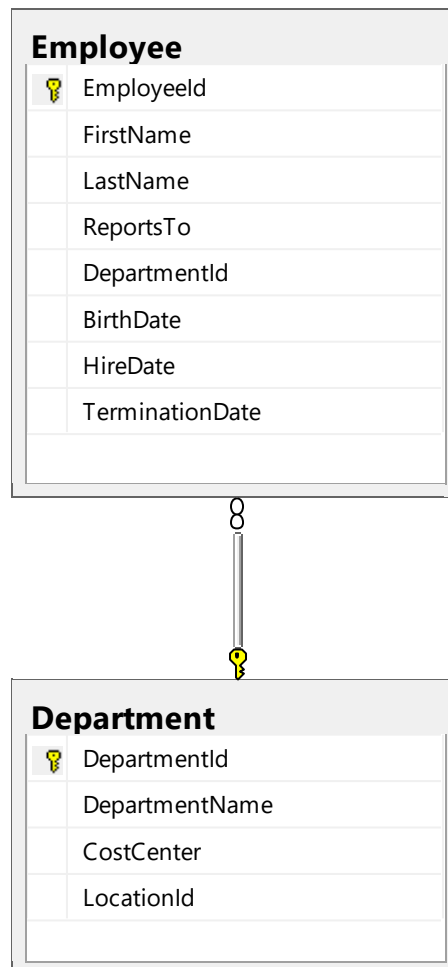 Employee
EmployeeId
FirstName
LastName
ReportsTo
DepartmentId
BirthDate
HireDate
TerminationDate
Department
DepartmentId
DepartmentName
CostCenter
LocationId